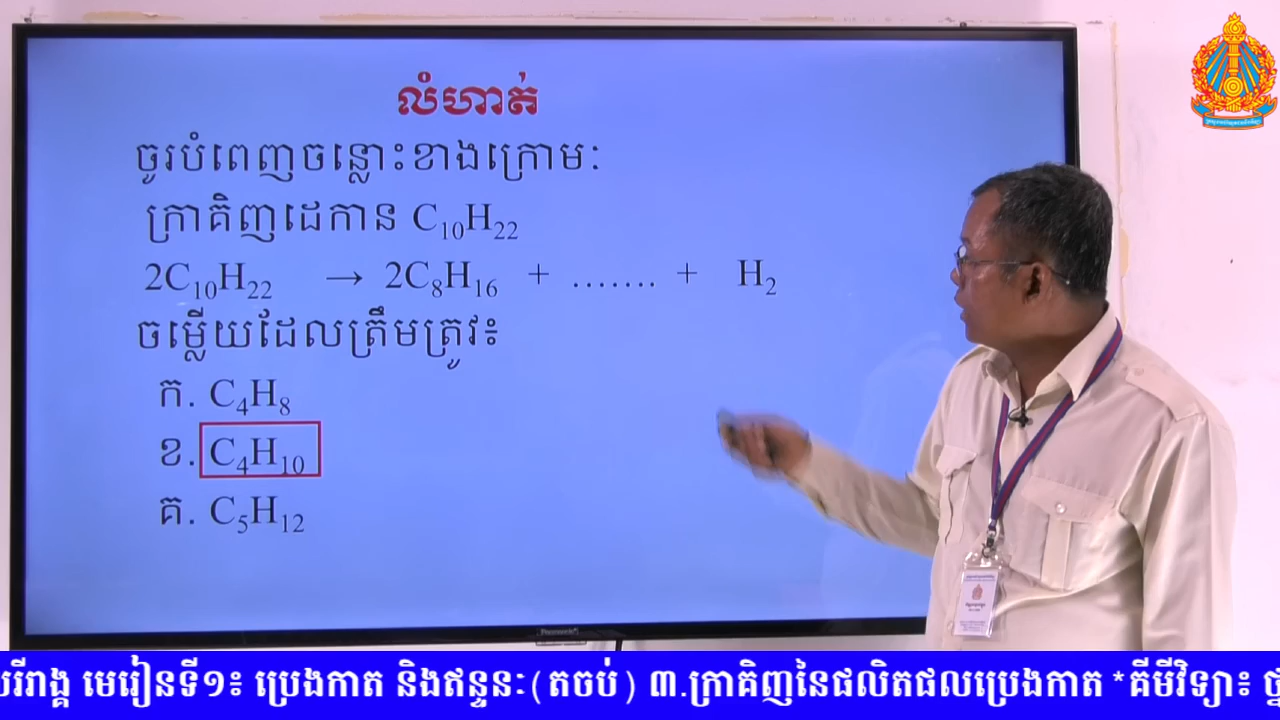 លំហាត់
ចូរបំពេញចន្លោះខាងក្រោម:
ក្រាគិញដេកាន C₁₀H₂₂
2C₁₀H₂₂ → 2C₈H₁₆ + ....... + H₂
ចម្លើយដែលត្រឹមត្រូវ៖
ក. C₄H₈
ខ. C₄H₁₀
គ. C₅H₁₂
Panasonic
មេរៀនទី១៖ ប្រេងកាត និងឥន្ធនៈ(តចប់) ៣.ក្រាគិញនៃផលិតផលប្រេងកាត *គីមីវិទ្យា៖